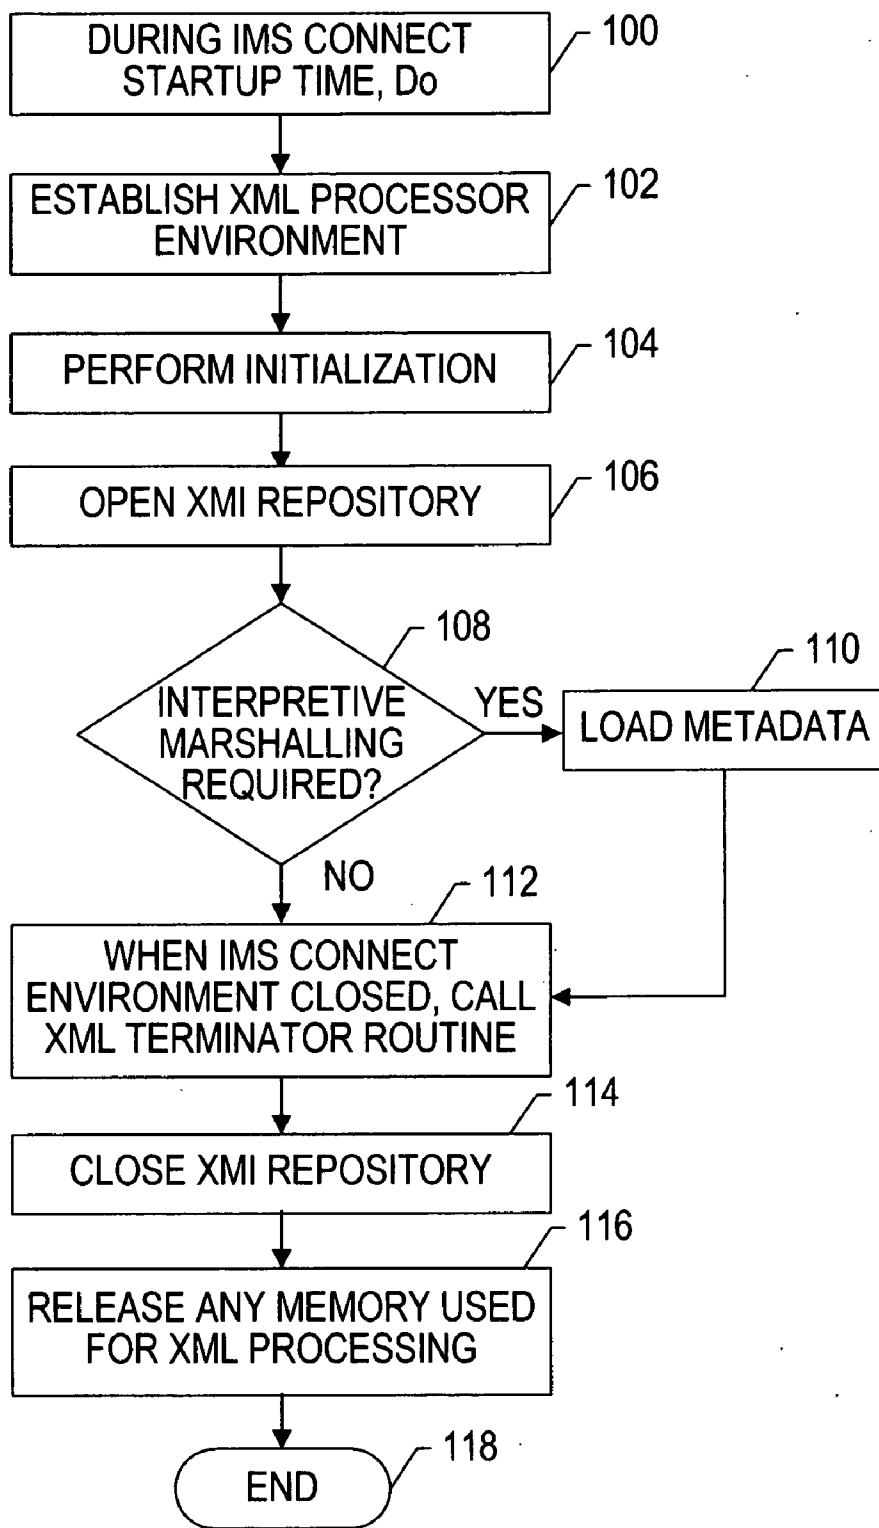 DURING IMS CONNECT
STARTUP TIME, Do
100
ESTABLISH XML PROCESSOR
ENVIRONMENT
102
PERFORM INITIALIZATION
104
OPEN XMI REPOSITORY
106
108
INTERPRETIVE
MARSHALLING
REQUIRED?
YES
110
LOAD METADATA
NO
112
WHEN IMS CONNECT
ENVIRONMENT CLOSED, CALL
XML TERMINATOR ROUTINE
114
CLOSE XMI REPOSITORY
116
RELEASE ANY MEMORY USED
FOR XML PROCESSING
END
118